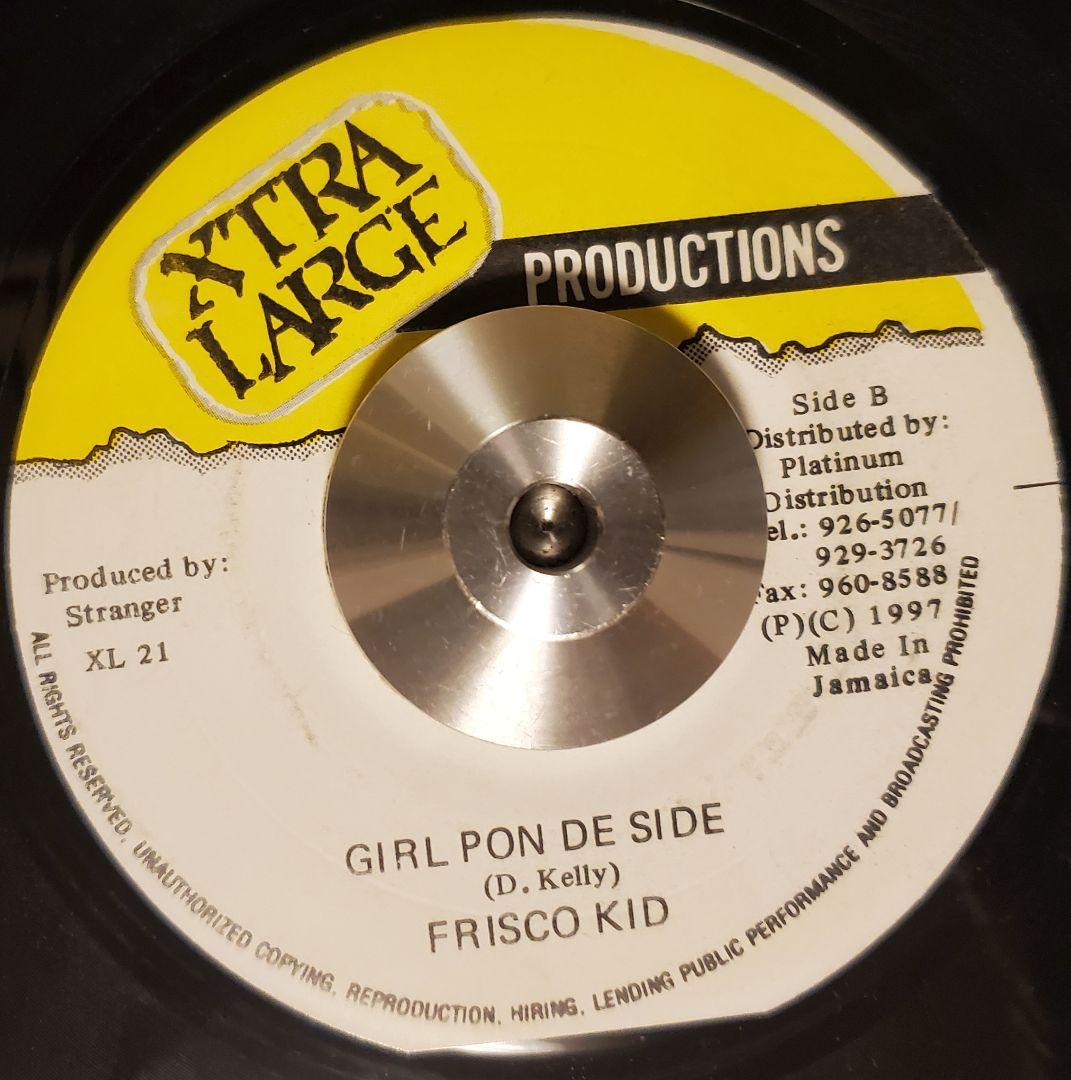 XTRA
LARGE
PRODUCTIONS
Side B
Distributed by:
Platinum
Distribution
el.: 926-5077/
929-3726
Fax: 960-8588
(P)(C) 1997
Made In
Jamaica
Produced by:
Stranger
XL 21
GIRL PON DE SIDE
(D. Kelly)
FRISCO KID
ALL RIGHTS RESERVED. UNAUTHORIZED COPYING, REPRODUCTION, HIRING, LENDING PUBLIC PERFORMANCE AND BROADCASTING PROHIBITED